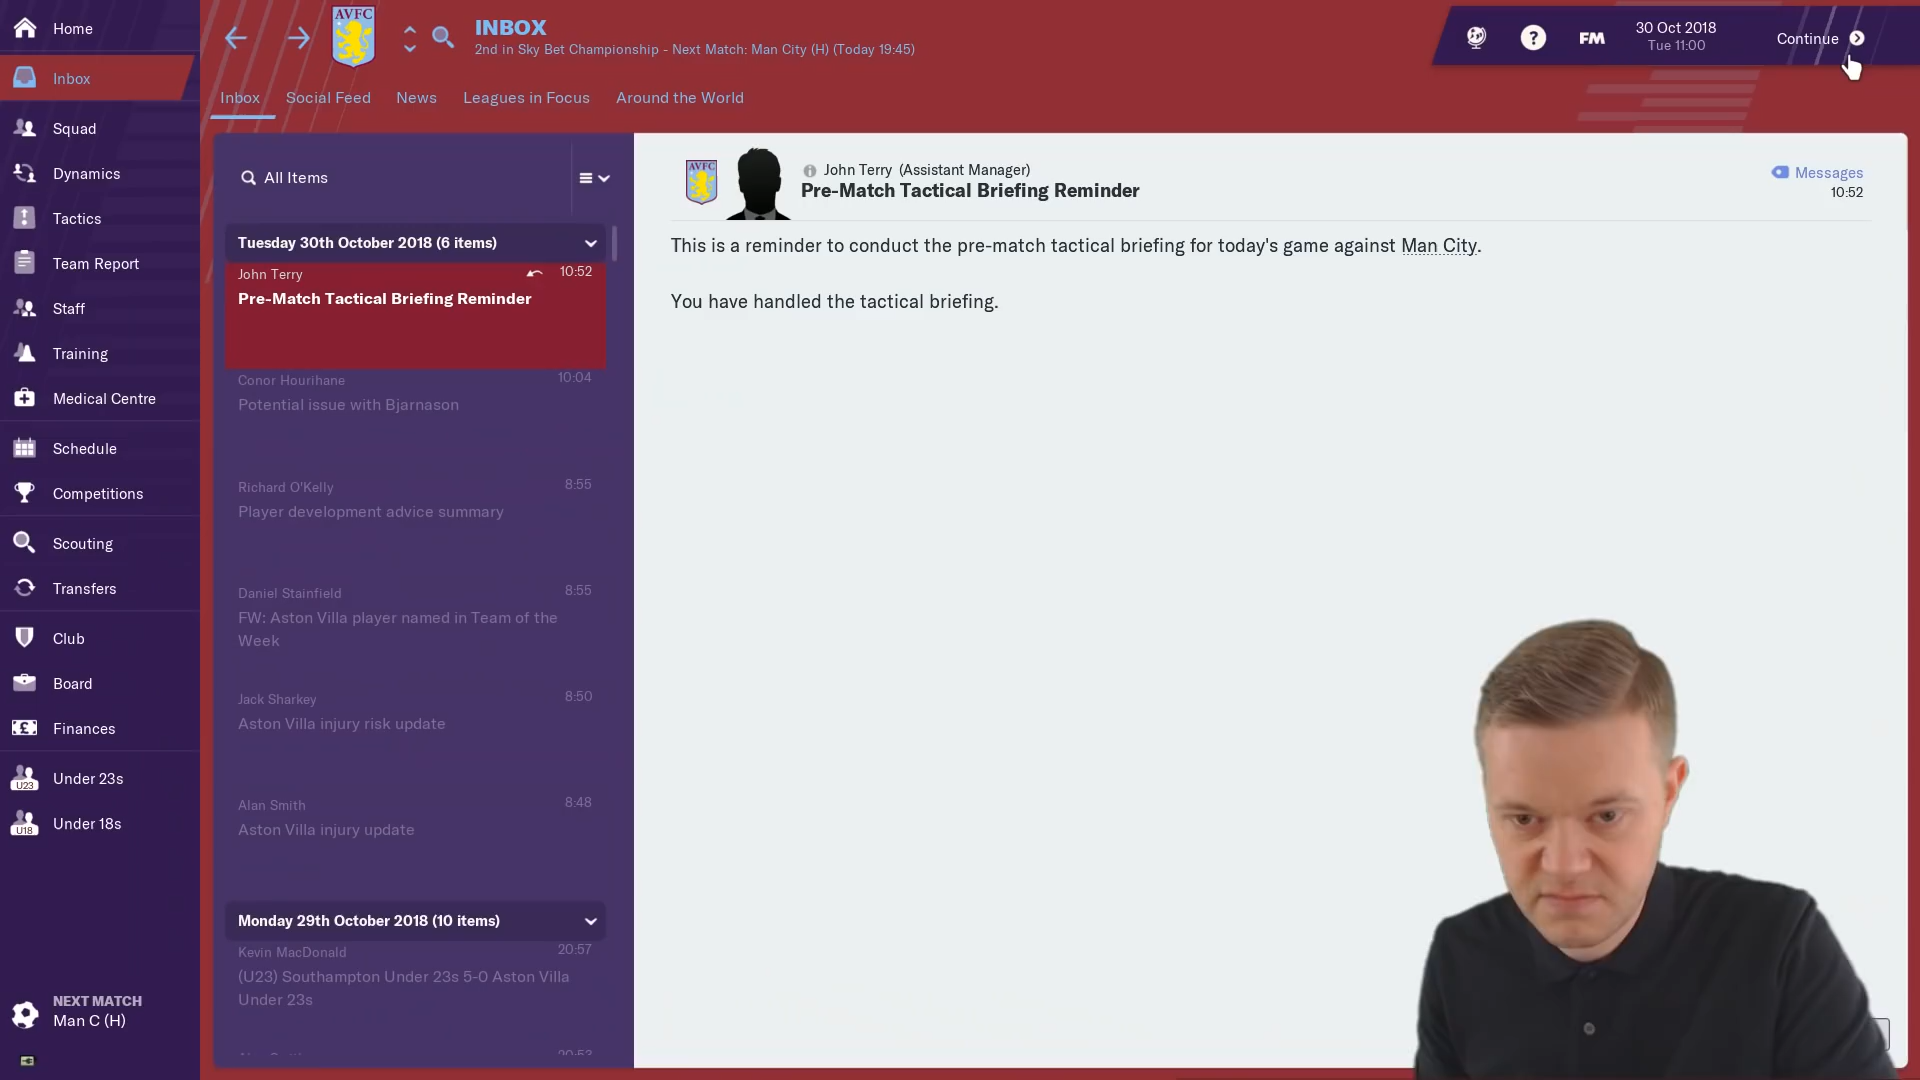 Home
Inbox
Squad
Dynamics
Tactics
Team Report
Staff
Training
Medical Centre
Schedule
Competitions
Scouting
Transfers
Club
Board
Finances
U23
Under 23s
U18
Under 18s
NEXT MATCH
Man C (H)
AVFC
INBOX
2nd in Sky Bet Championship - Next Match: Man City (H) (Today 19:45)
? FM
30 Oct 2018
Tue 11:00
Continue
Inbox Social Feed News Leagues in Focus Around the World
All Items
Tuesday 30th October 2018 (6 items)
John Terry 10:52
Pre-Match Tactical Briefing Reminder
Conor Hourihane 10:04
Potential issue with Bjarnason
Richard O'Kelly 8:55
Player development advice summary
Daniel Stainfield 8:55
FW: Aston Villa player named in Team of the
Week
Jack Sharkey 8:50
Aston Villa injury risk update
Alan Smith 8:48
Aston Villa injury update
Monday 29th October 2018 (10 items)
Kevin MacDonald 20:57
(U23) Southampton Under 23s 5-0 Aston Villa
Under 23s
AVFC
John Terry (Assistant Manager)
Pre-Match Tactical Briefing Reminder
Messages
10:52
This is a reminder to conduct the pre-match tactical briefing for today's game against Man City.
You have handled the tactical briefing.